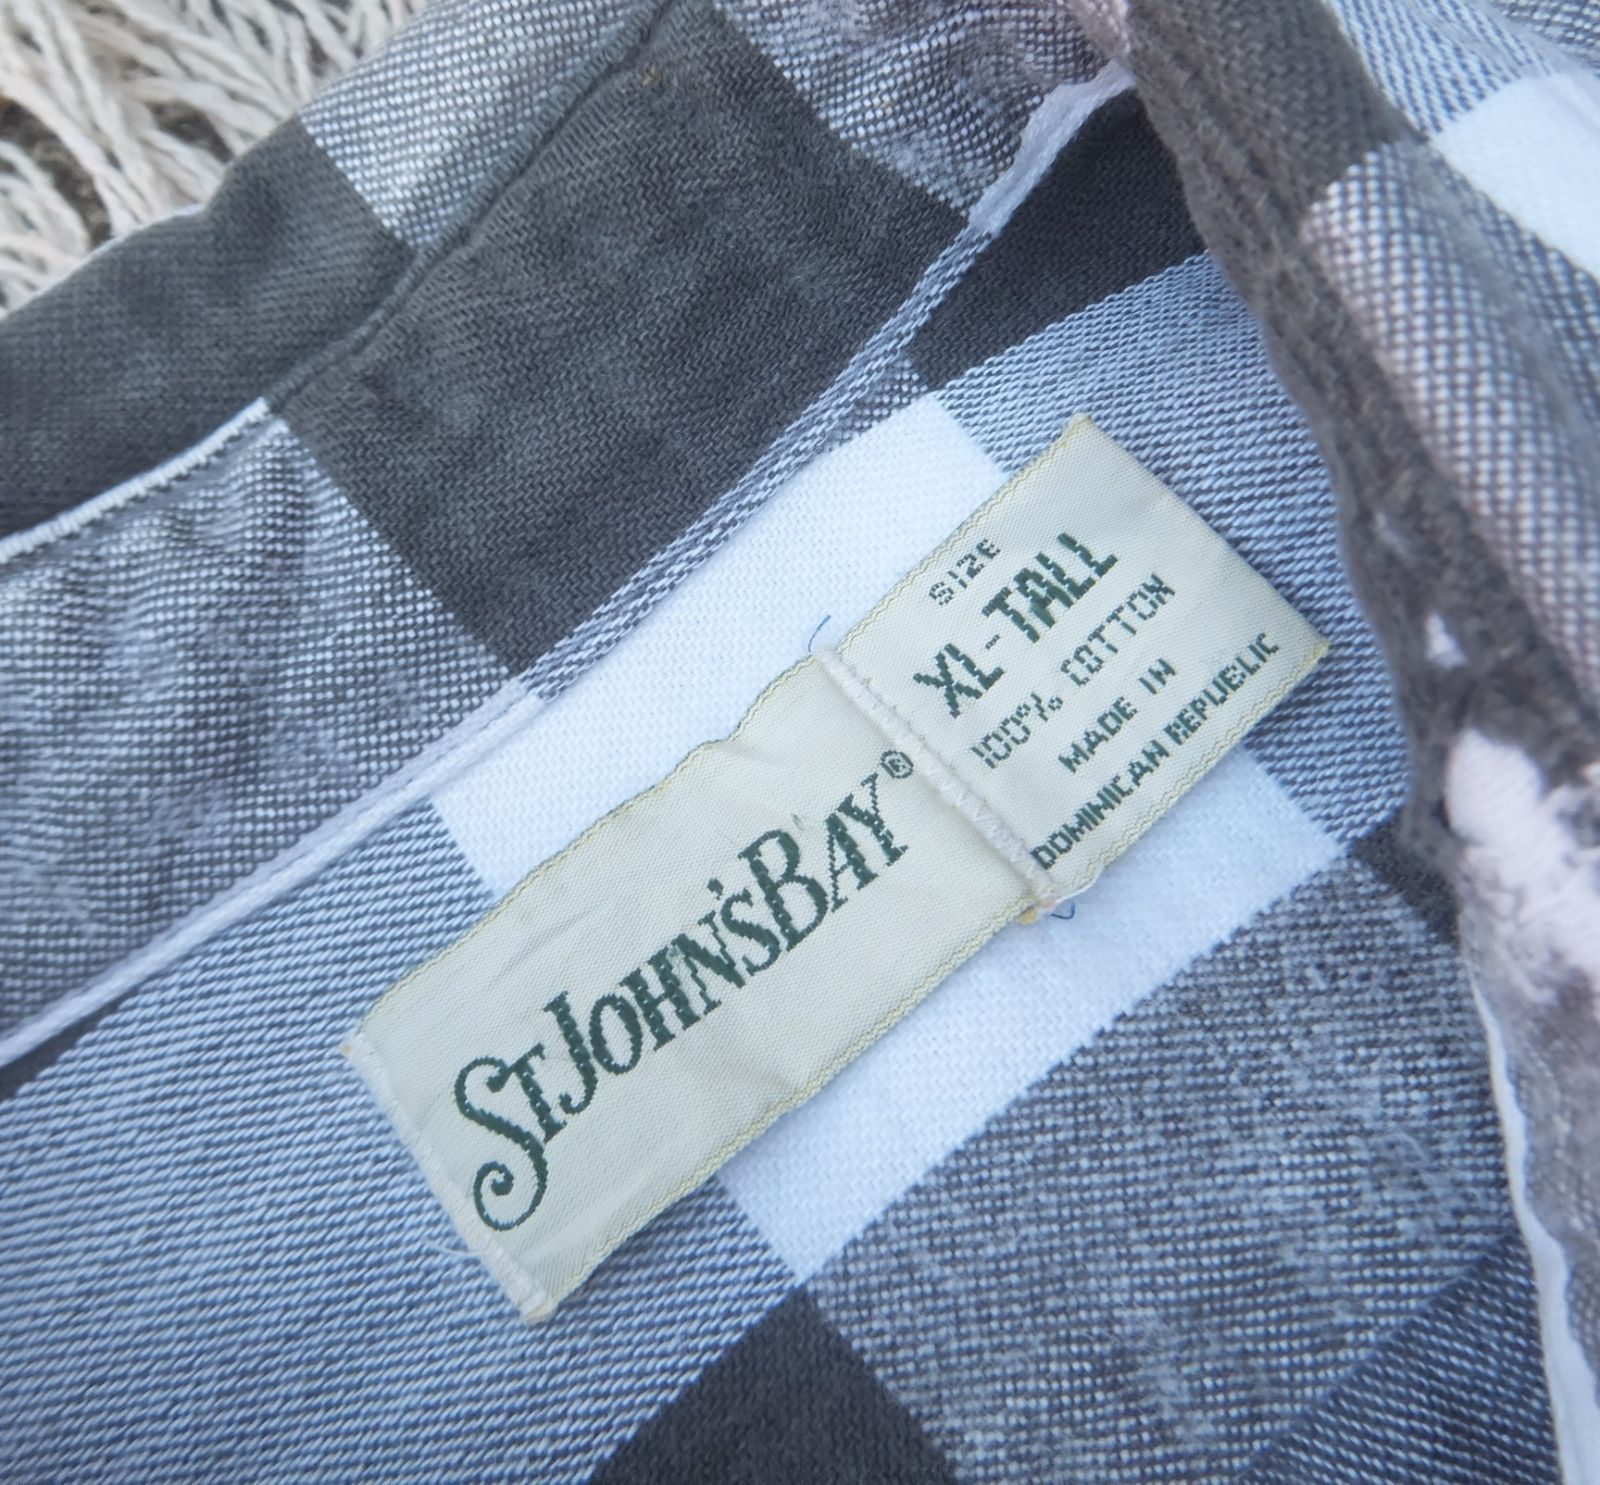 ST JOHN'S BAY®
SIZE
XL-TALL
100% COTTON
MADE IN
DOMINICAN REPUBLIC